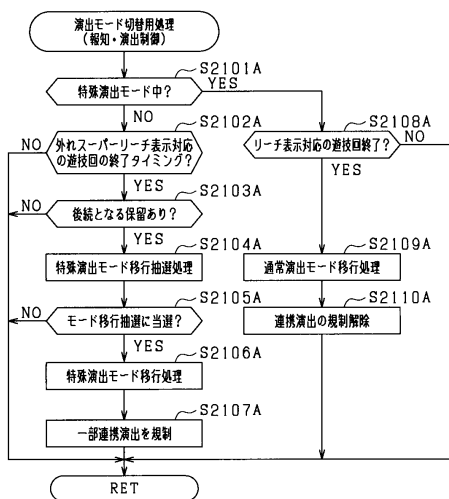 演出モード切替用処理
(報知・演出制御)
S2101A
特殊演出モード中?
YES
NO
S2102A
S2108A
NO
外れスーパーリーチ表示対応
の遊技回の終了タイミング?
リーチ表示対応の遊技回終了?
NO
YES
YES
S2103A
NO
後続となる保留あり?
YES
S2104A
S2109A
特殊演出モード移行抽選処理
通常演出モード移行処理
S2105A
S2110A
NO
モード移行抽選に当選?
連携演出の規制解除
YES
S2106A
特殊演出モード移行処理
S2107A
一部連携演出を規制
RET